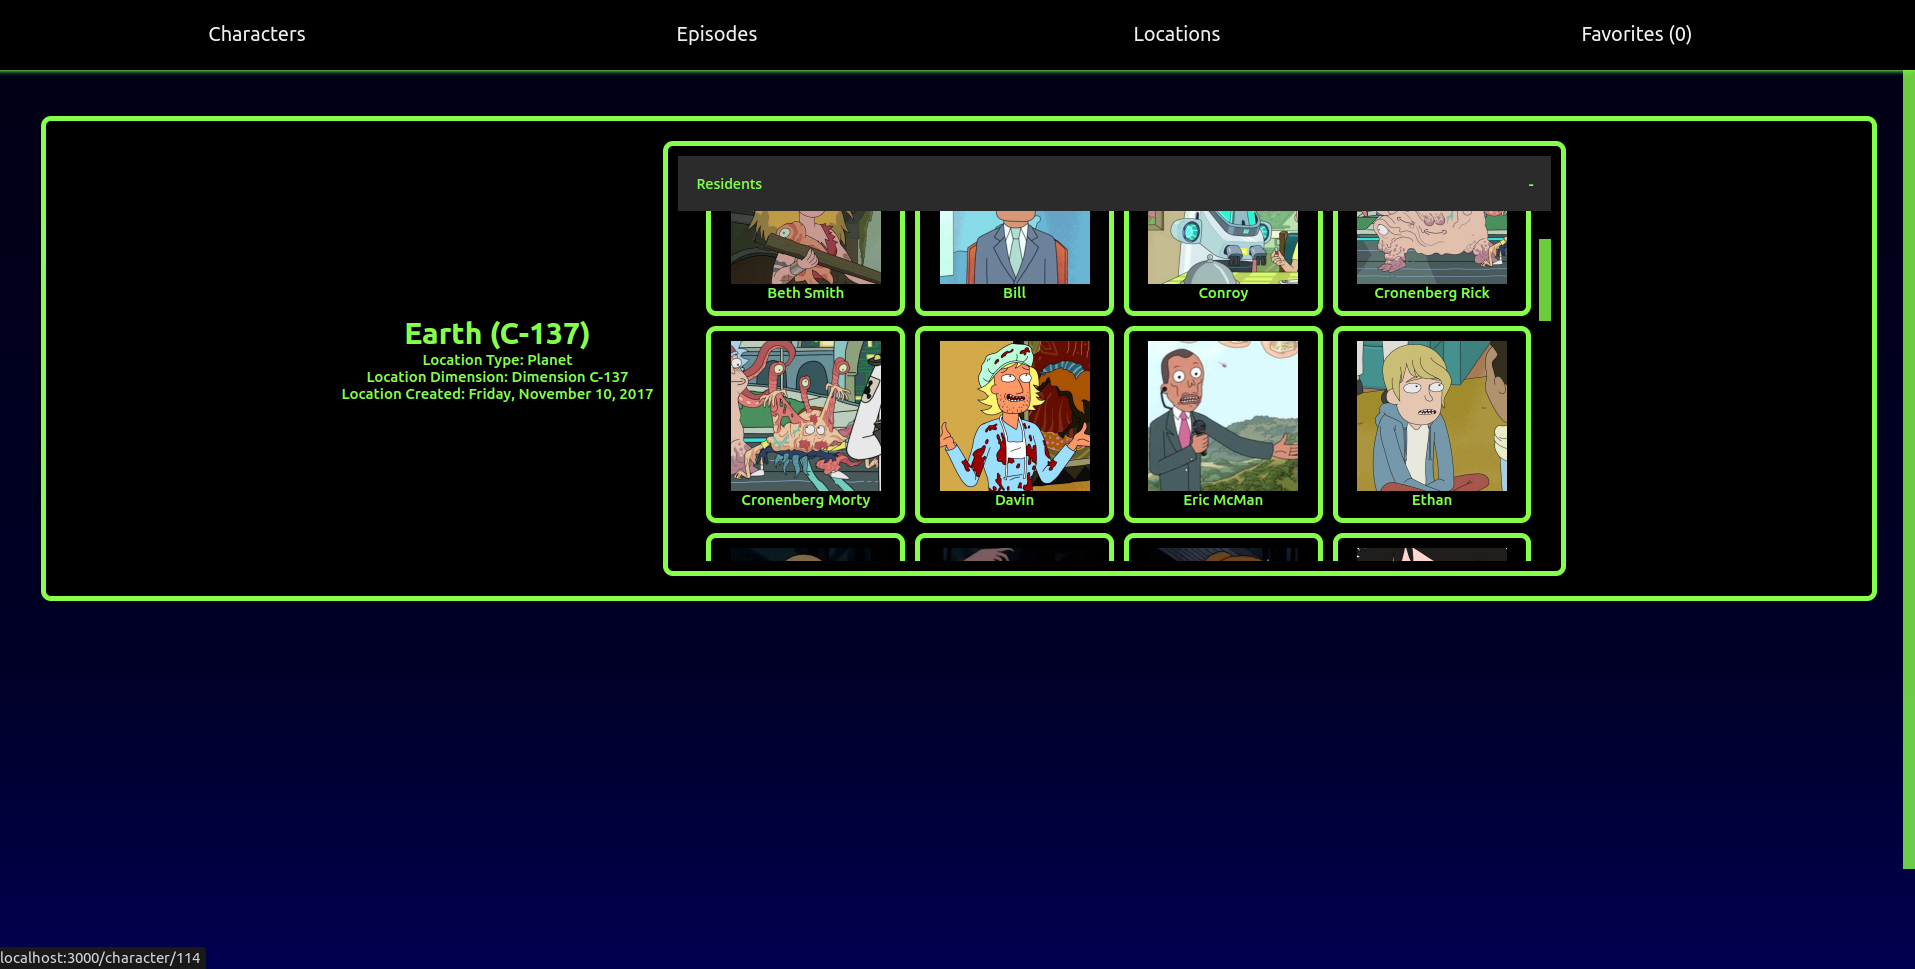 Characters
Episodes
Locations
Favorites (0)
Residents
-
Beth Smith
Bill
Conroy
Cronenberg Rick
Earth (C-137)
Location Type: Planet
Location Dimension: Dimension C-137
Location Created: Friday, November 10, 2017
Cronenberg Morty
Davin
Eric McMan
Ethan
localhost:3000/character/114